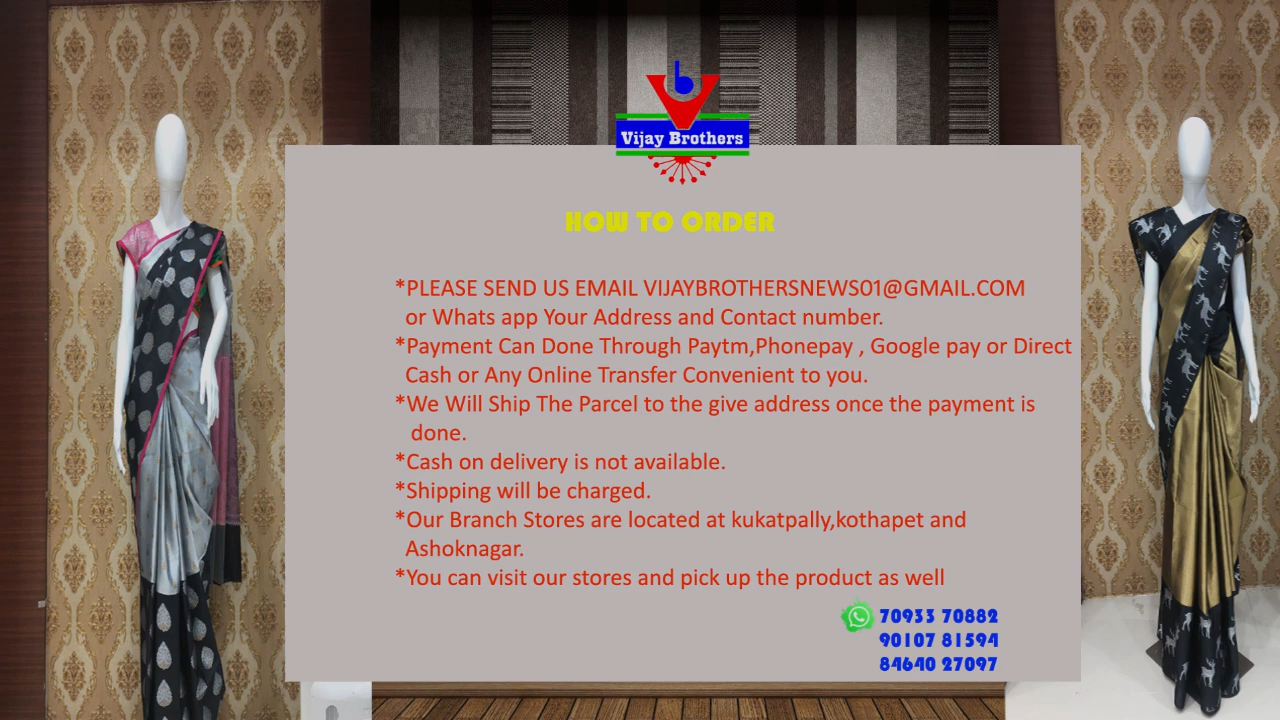 b
Vijay Brothers
HOW TO ORDER
*PLEASE SEND US EMAIL VIJAYBROTHERSNEWS01@GMAIL.COM
or Whats app Your Address and Contact number.
*Payment Can Done Through Paytm,Phonepay , Google pay or Direct
Cash or Any Online Transfer Convenient to you.
*We Will Ship The Parcel to the give address once the payment is
done.
*Cash on delivery is not available.
*Shipping will be charged.
*Our Branch Stores are located at kukatpally,kothapet and
Ashoknagar.
*You can visit our stores and pick up the product as well
70933 70882
90107 81594
84640 27097